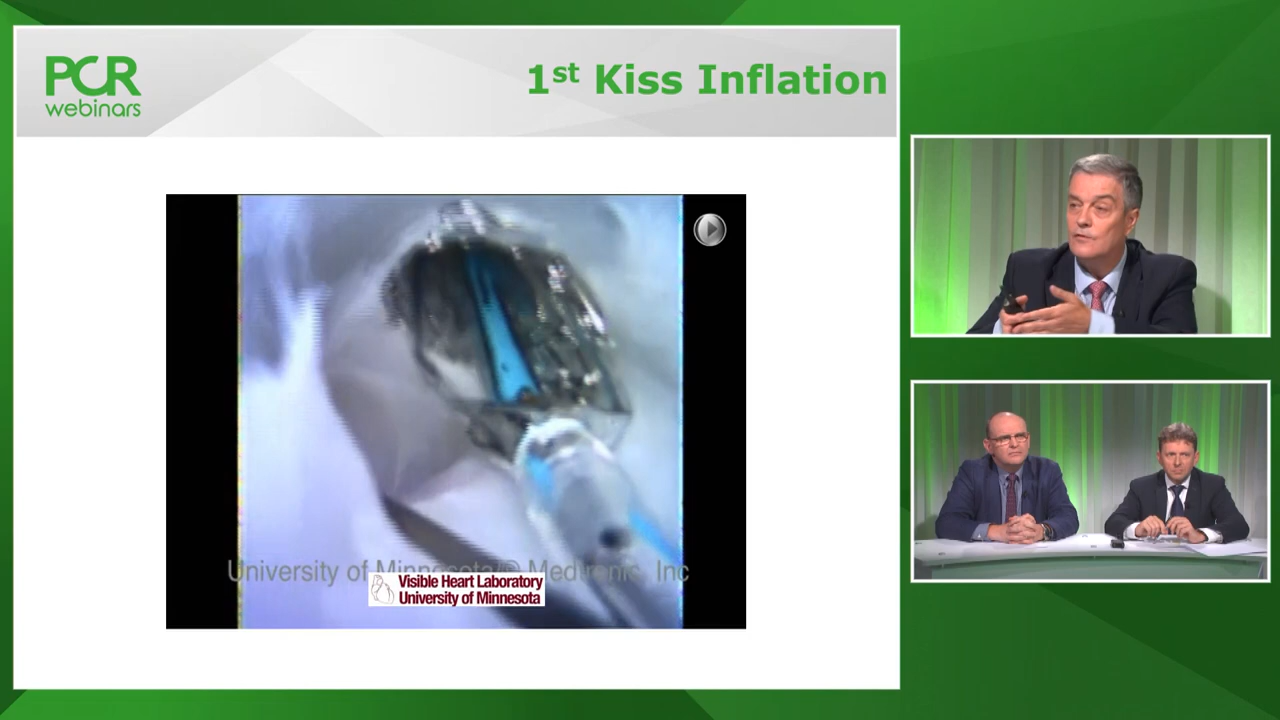 PCR
webinars
1st Kiss Inflation
University of Minnesota/© Medtronic, Inc
Visible Heart Laboratory
University of Minnesota